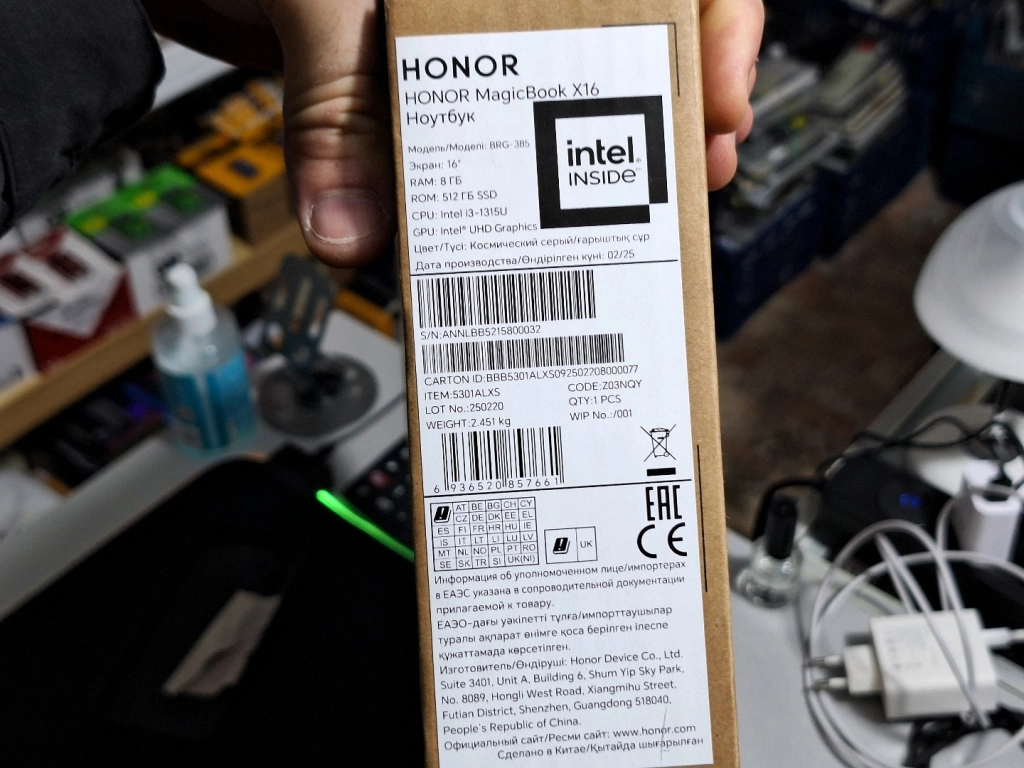 HONOR
HONOR MagicBook X16
Ноутбук
Модель/Моделі: BRG-385
Экран: 16"
RAM: 8 ГБ
ROM: 512 ГБ SSD
CPU: Intel i3-1315U
GPU: Intel® UHD Graphics
Цвет/Түсі: Космический серый/ғарыштық сұр
Дата производства/Өндірілген күні: 02/25
intel®
INSIDE™
S/N:ANNLBB5215800032
CARTON ID:BBB5301ALXS092502208000077
ITEM:5301ALXS CODE:Z03NQY
LOT No.:250220 QTY:1 PCS
WEIGHT:2.451 kg WIP No.:/001
6 936520 857661
AT BE BG CH CY
CZ DE DK EE EL
ES FI FR HR HU IE
IS IT LT LI LU LV
MT NL NO PL PT RO
SE SK TR SI UK(NI)
UK
EAC
CE
Информация об уполномоченном лице/импортерах
в ЕАЭС указана в сопроводительной документации
прилагаемой к товару.
ЕАЭО-дағы уәкілетті тұлға/импорттаушылар
туралы ақпарат өнімге қоса берілген ілеспе
құжаттамада көрсетілген.
Изготовитель/Өндіруші: Honor Device Co., Ltd.
Suite 3401, Unit A, Building 6, Shum Yip Sky Park,
No. 8089, Hongli West Road, Xiangmihu Street,
Futian District, Shenzhen, Guangdong 518040,
People's Republic of China.
Официальный сайт/Ресми сайт: www.honor.com
Сделано в Китае/Қытайда шығарылған